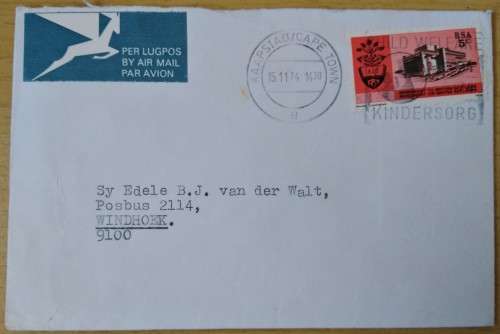 PER LUGPOS
BY AIR MAIL
PAR AVION
KAAPSTAD/CAPE TOWN
15.11.74 1630
RSA
5c
KINDERSORG
Sy Edele B.J. van der Walt,
Posbus 2114,
WINDHOEK.
9100